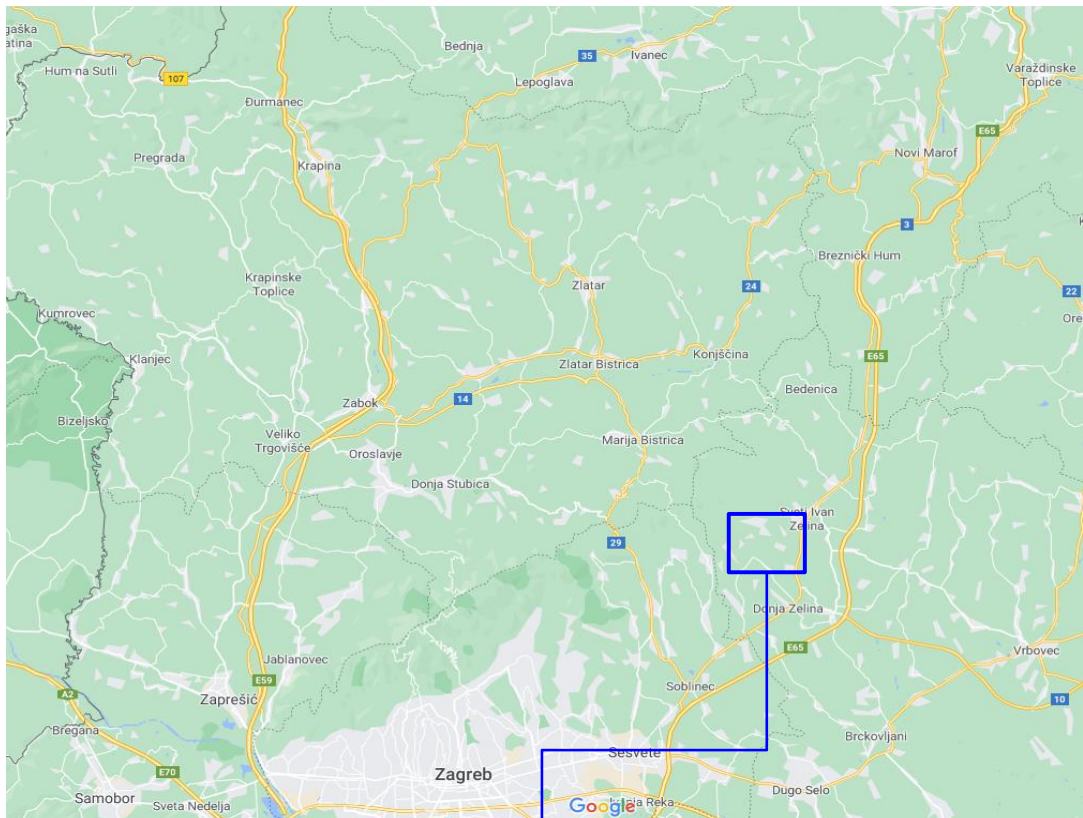 Bednja
35
Ivanec
Hum na Sutli
107
Lepoglava
Varaždinske
Toplice
Đurmanec
E65
Pregrada
Krapina
Novi Marof
3
Breznički Hum
Krapinske
Toplice
Zlatar
24
22
Kumrovec
Klanjec
Konjščina
E65
Zlatar Bistrica
Bedenica
Zabok
14
Bizeljsko
Veliko
Trgovišće
Oroslavje
Marija Bistrica
Donja Stubica
Sveti Ivan
Zelina
29
Donja Zelina
E65
Vrbovec
Jablanovec
E59
Zaprešić
Soblinec
A2
10
Bregana
Brckovljani
Sesvete
E70
Zagreb
Samobor
Sveta Nedelja
Dugo Selo
Google
Reka